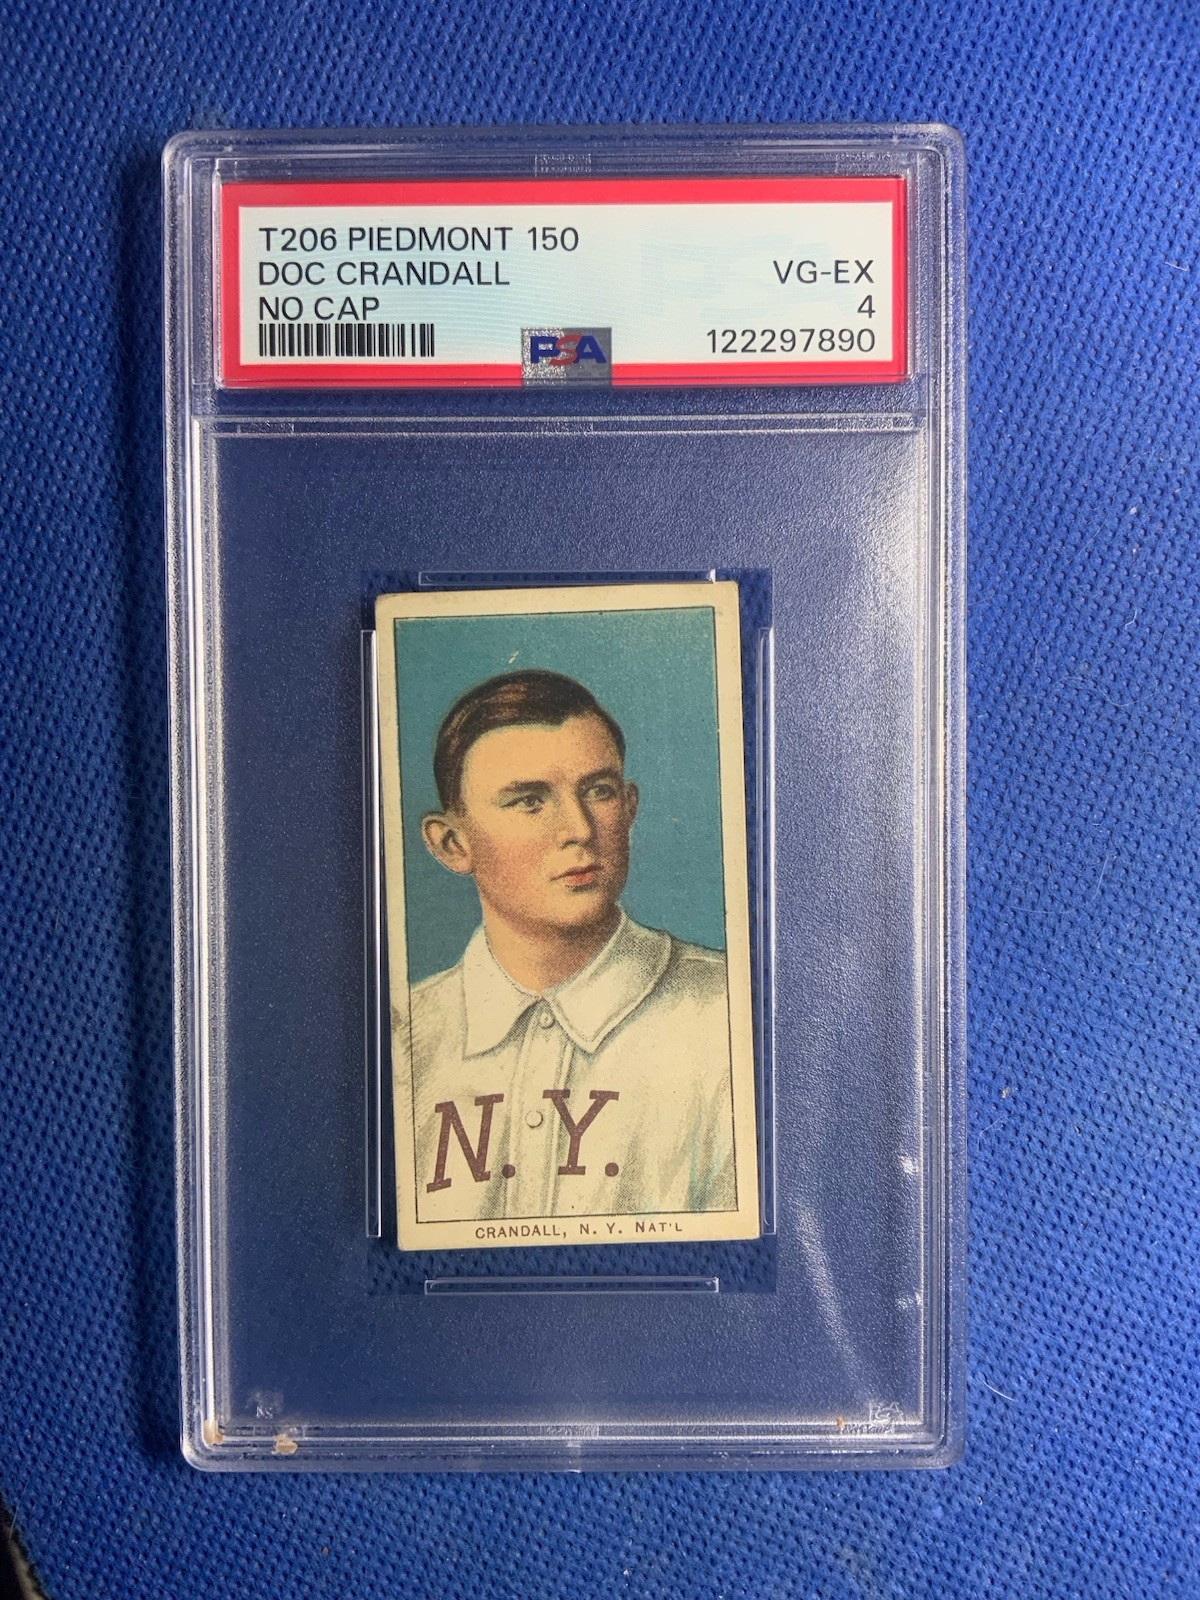 T206 PIEDMONT 150
DOC CRANDALL VG-EX
NO CAP 4
122297890
PSA
N. Y.
CRANDALL, N. Y. NAT'L